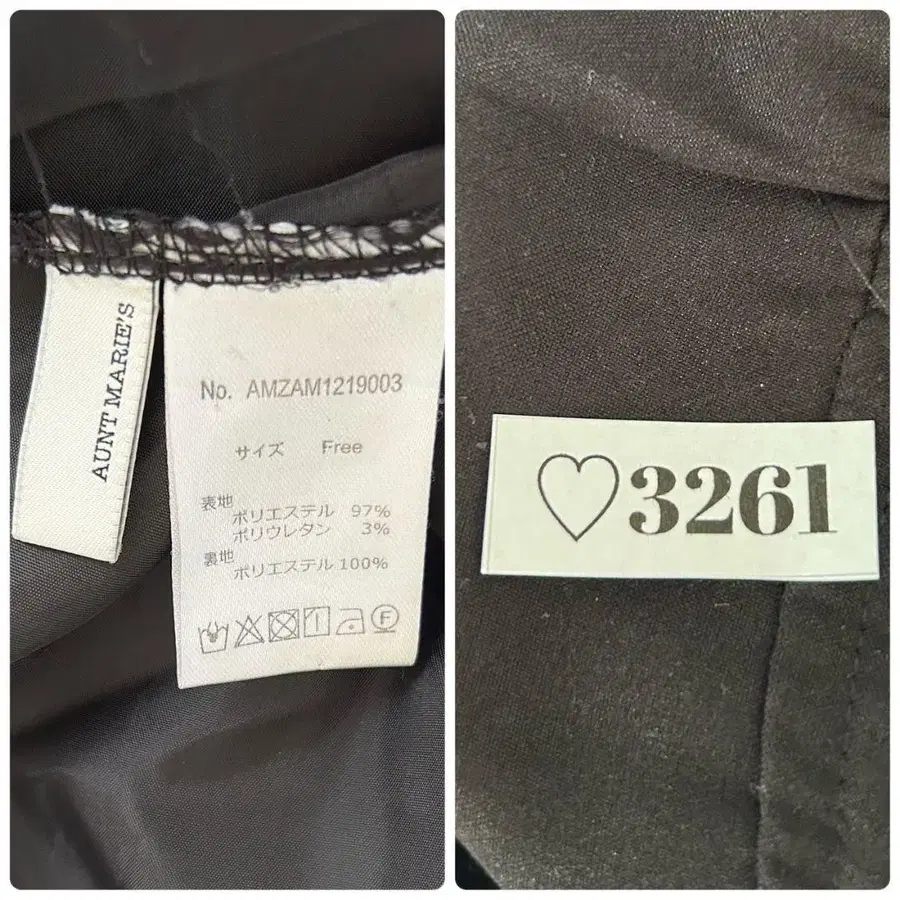 AUNT MARIE'S
No. AMZAM1219003
サイズ Free
表地
ポリエステル 97%
ポリウレタン 3%
裏地
ポリエステル 100%
F
♡3261